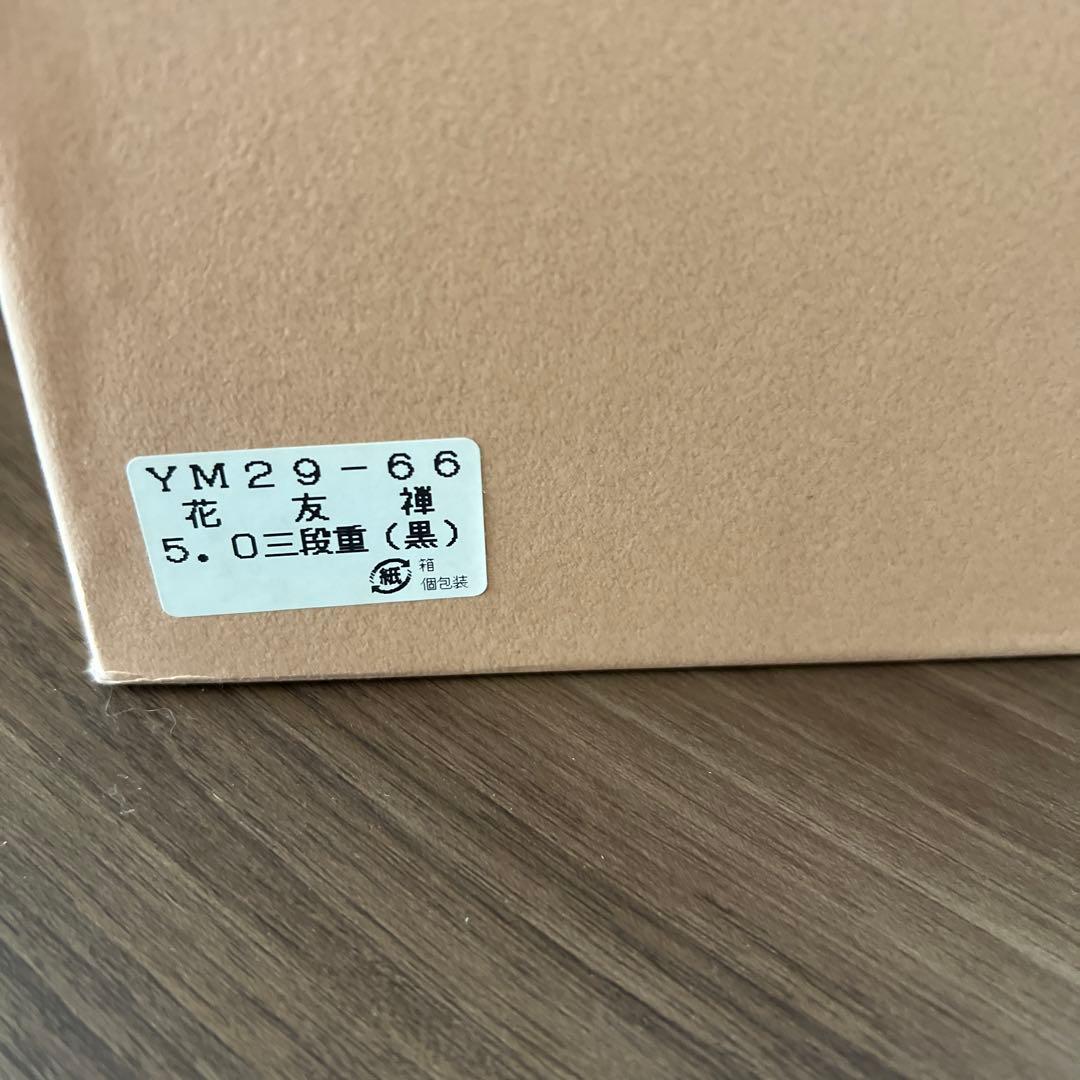 YM29-66
花 友 禅
5.0三段重(黒)
紙 箱
個包装